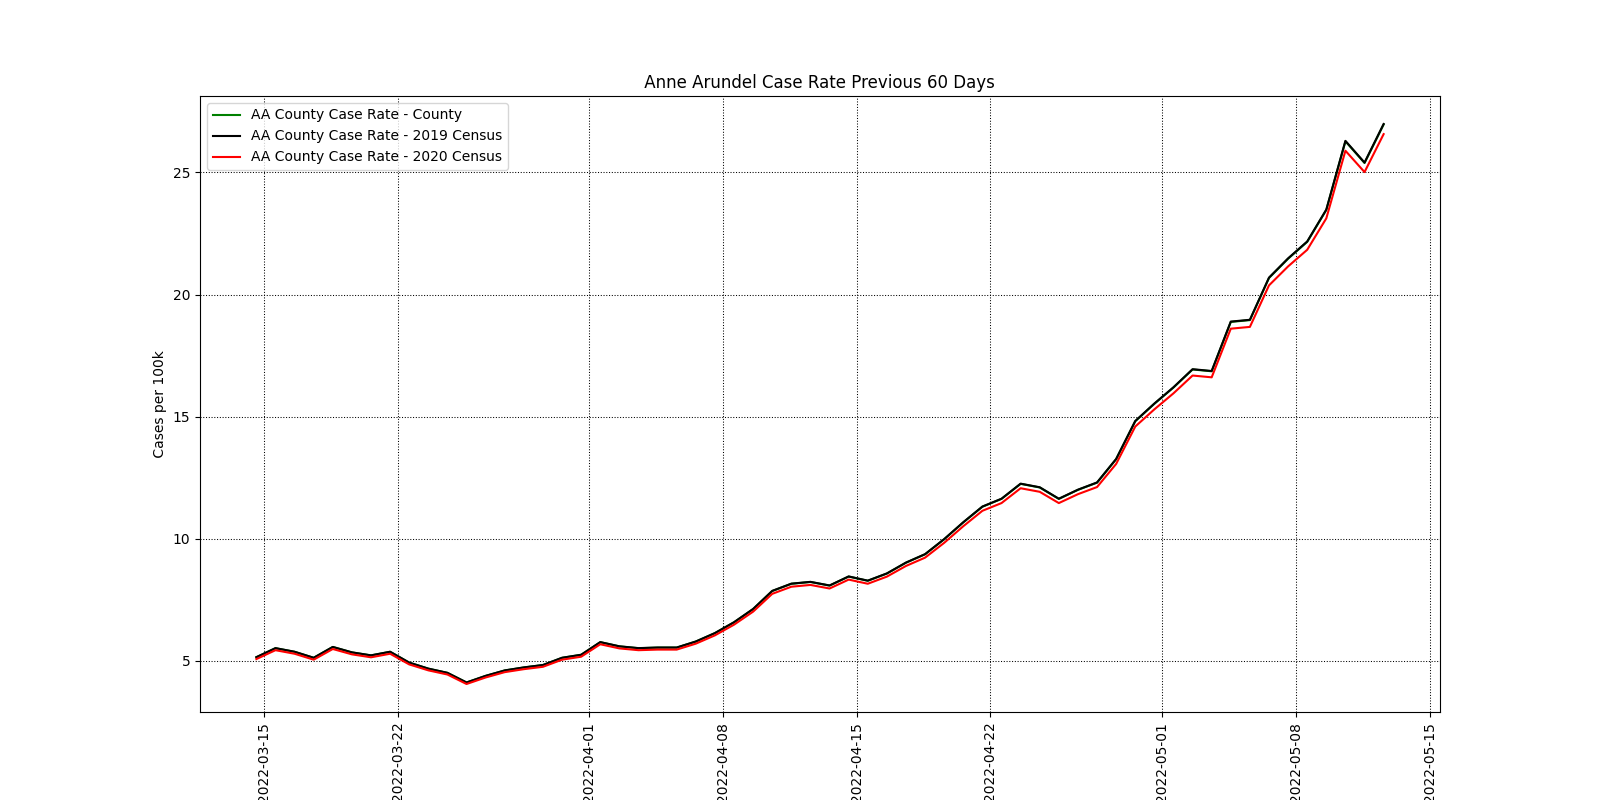 Anne Arundel Case Rate Previous 60 Days
AA County Case Rate - County
AA County Case Rate - 2019 Census
AA County Case Rate - 2020 Census
Cases per 100k
25
20
15
10
5
2022-03-15
2022-03-22
2022-04-01
2022-04-08
2022-04-15
2022-04-22
2022-05-01
2022-05-08
2022-05-15